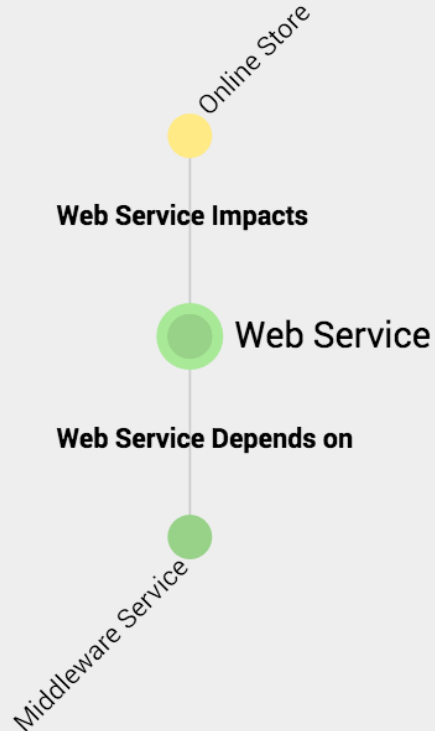 Online Store
Web Service Impacts
Web Service
Web Service Depends on
Middleware Service